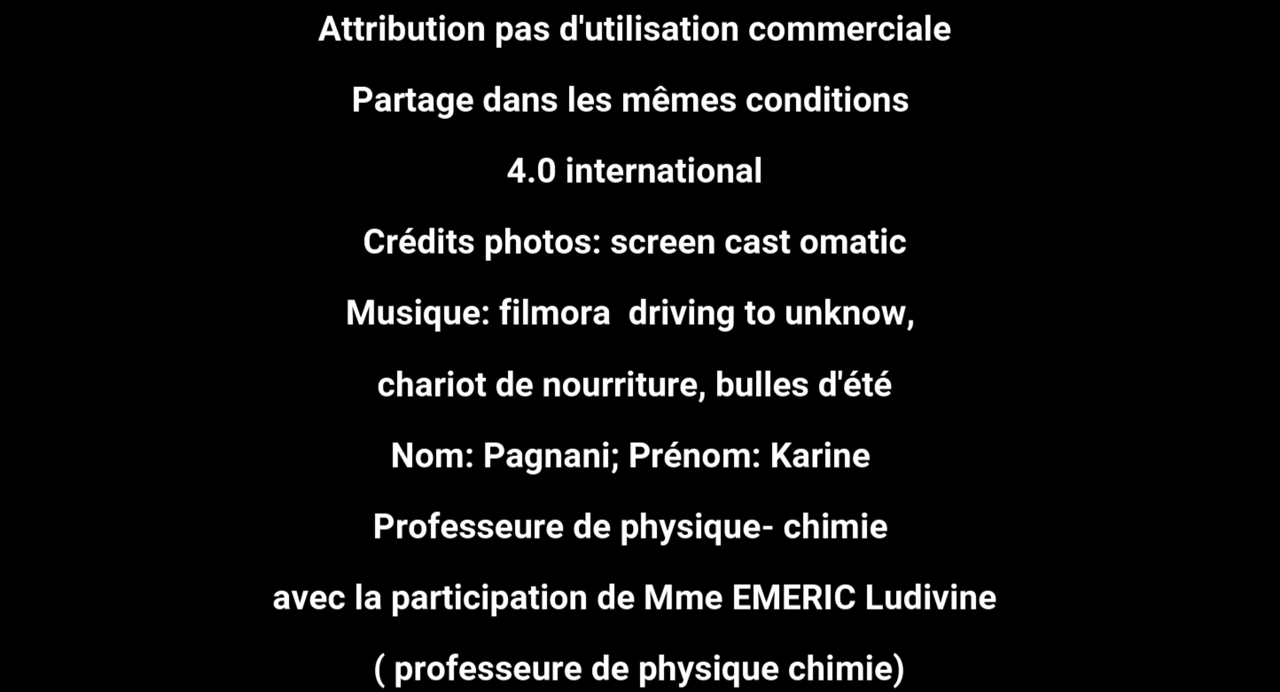 Attribution pas d'utilisation commerciale
Partage dans les mêmes conditions
4.0 international
Crédits photos: screen cast omatic
Musique: filmora  driving to unknow,
chariot de nourriture, bulles d'été
Nom: Pagnani; Prénom: Karine
Professeure de physique- chimie
avec la participation de Mme EMERIC Ludivine
( professeure de physique chimie)